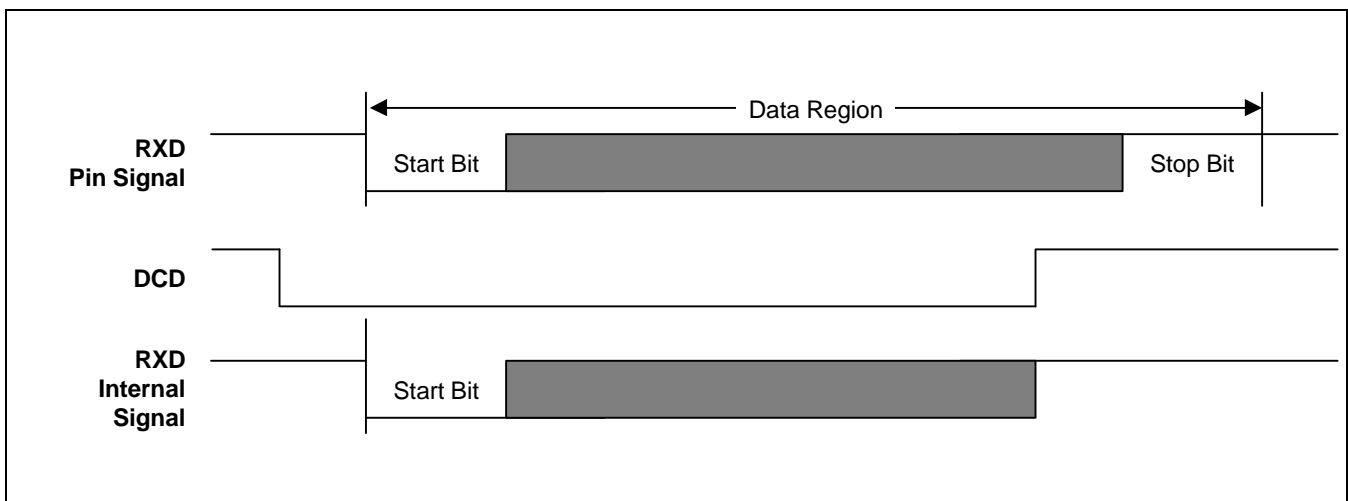 Data Region
RXD
Pin Signal
Start Bit
Stop Bit
DCD
RXD
Internal
Signal
Start Bit